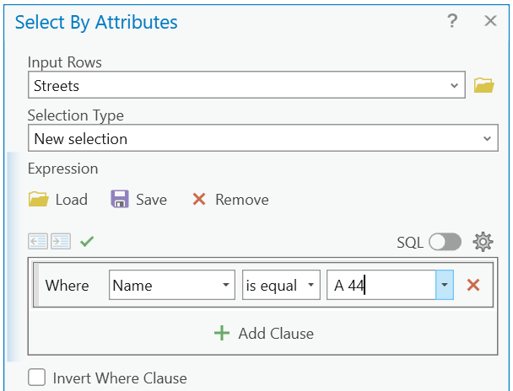 Select By Attributes ? ×
Input Rows
Streets
Selection Type
New selection
Expression
Load Save Remove
SQL
Where Name is equal A 44
Add Clause
Invert Where Clause